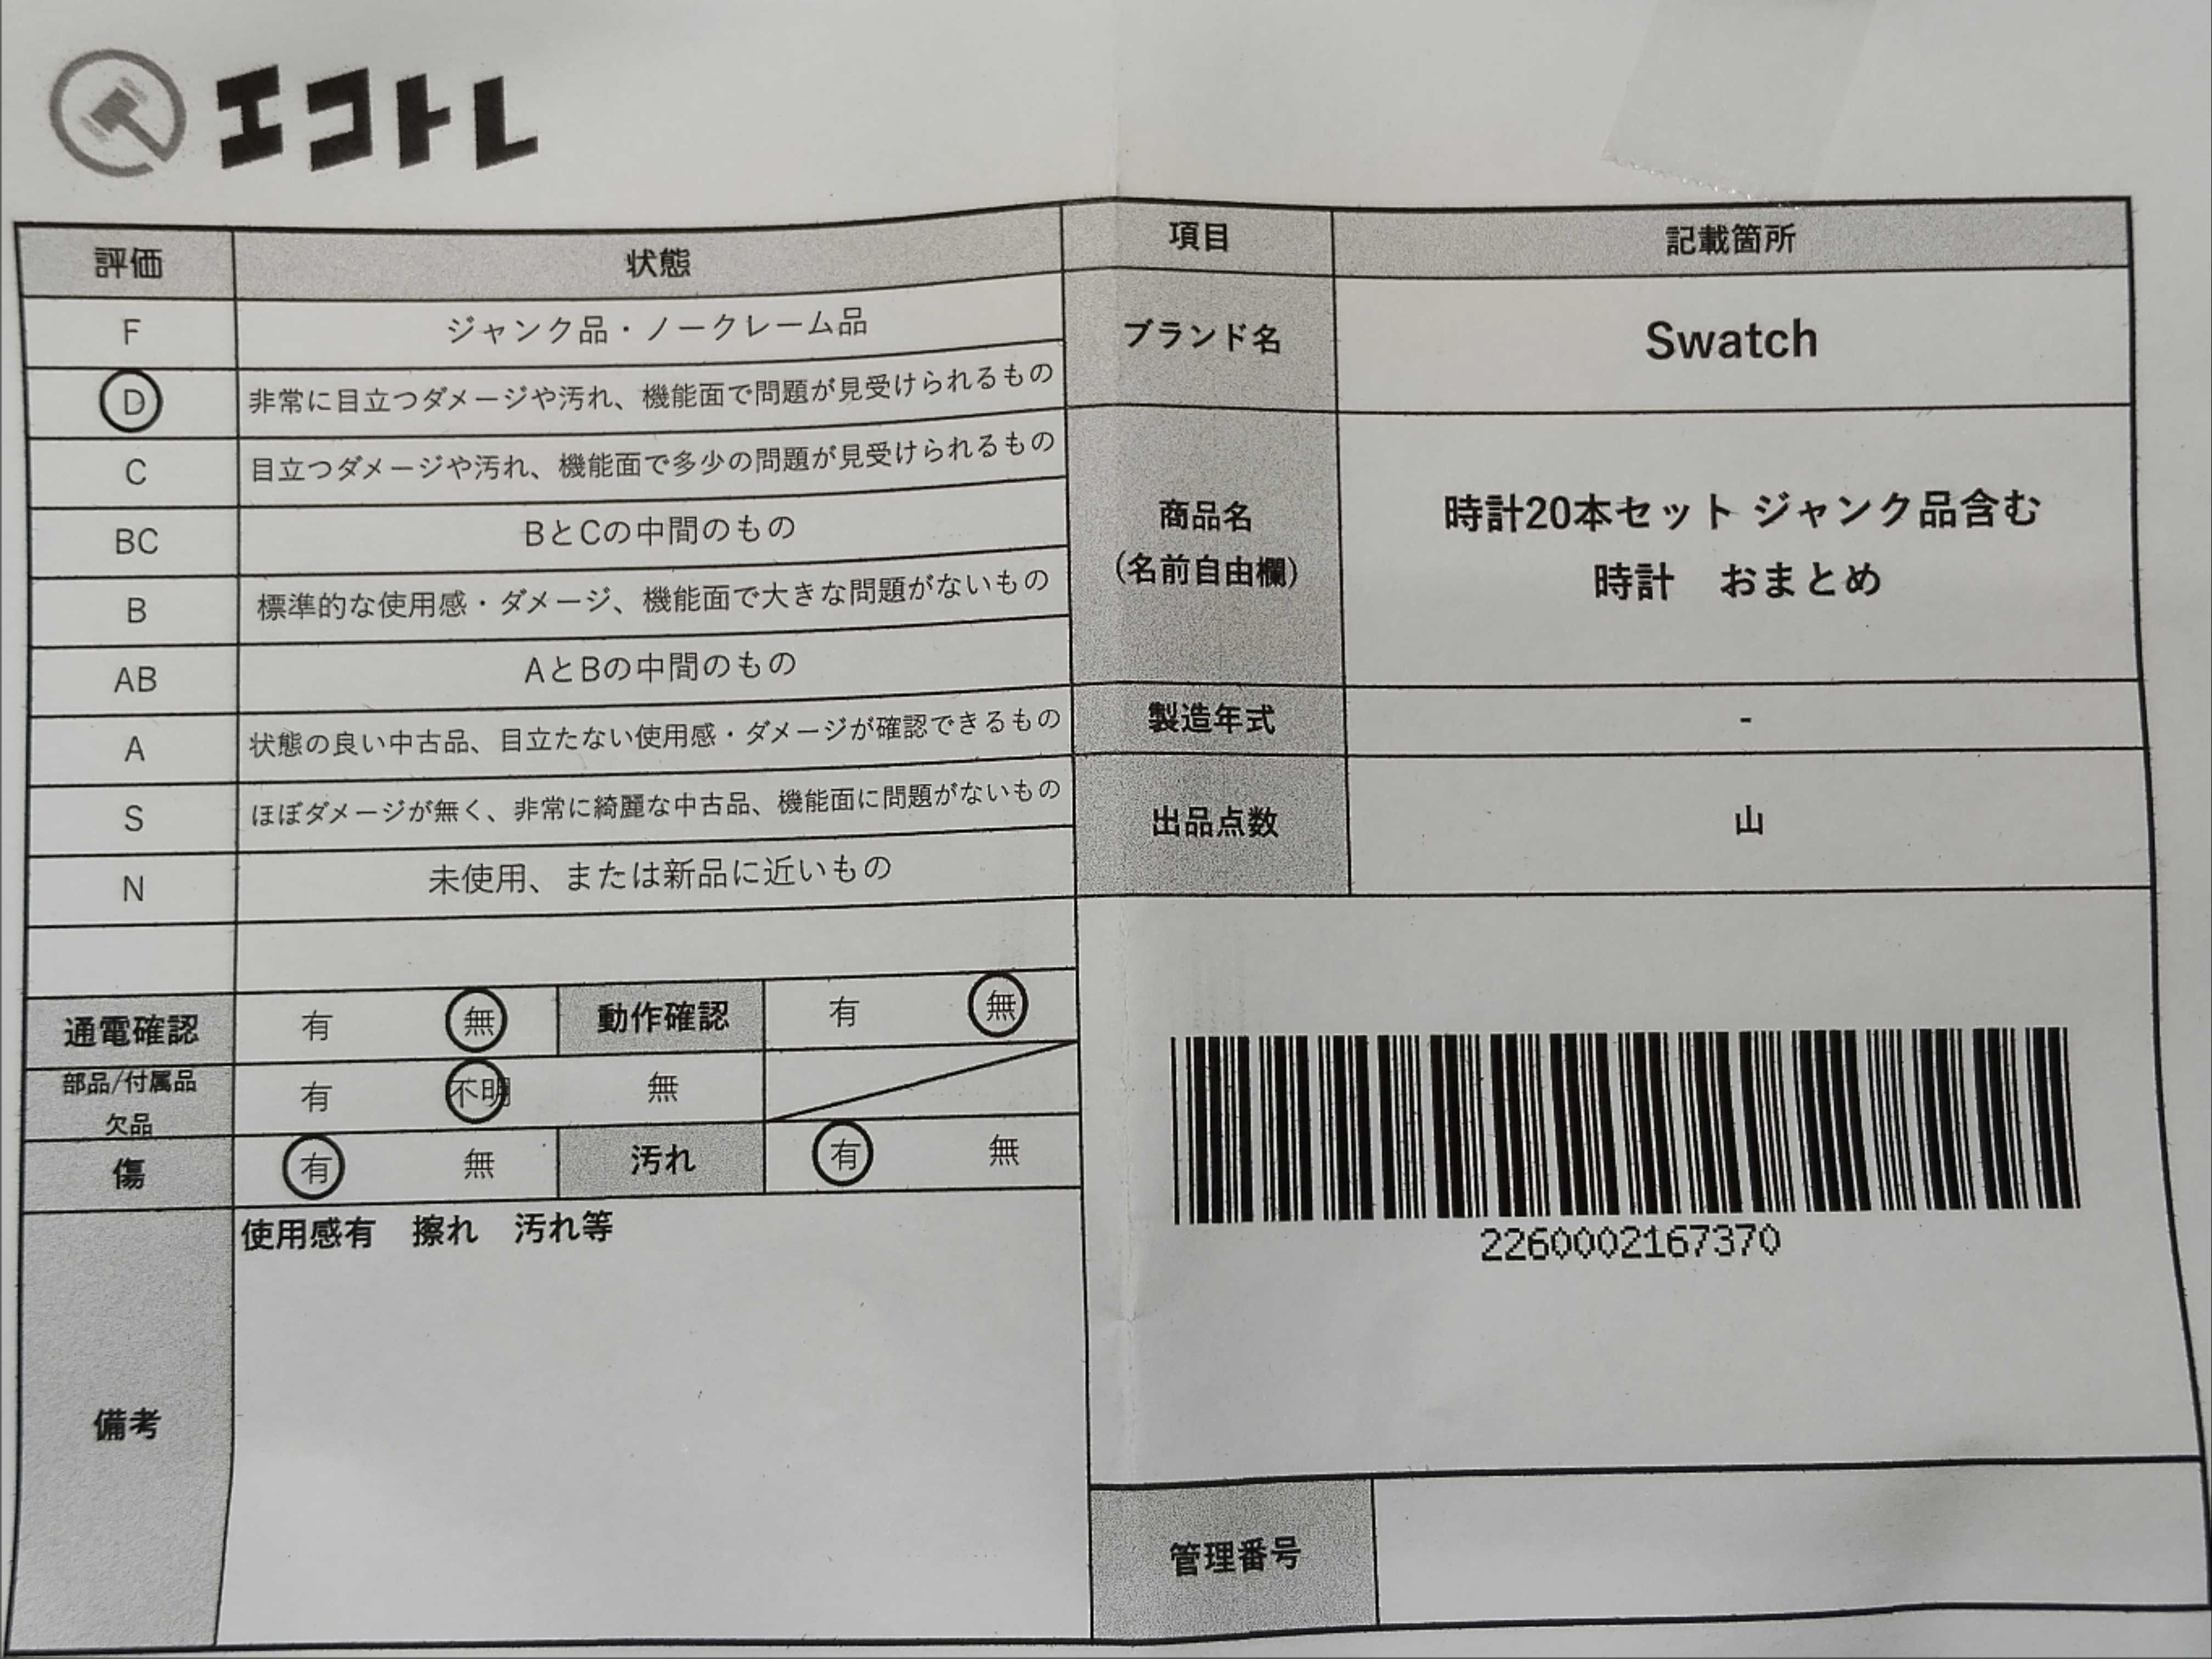 エコトレ
評価 状態
F ジャンク品・ノークレーム品
D 非常に目立つダメージや汚れ、機能面で問題が見受けられるもの
C 目立つダメージや汚れ、機能面で多少の問題が見受けられるもの
BC BとCの中間のもの
B 標準的な使用感・ダメージ、機能面で大きな問題がないもの
AB AとBの中間のもの
A 状態の良い中古品、目立たない使用感・ダメージが確認できるもの
S ほぼダメージが無く、非常に綺麗な中古品、機能面に問題がないもの
N 未使用、または新品に近いもの
通電確認 有 無 動作確認 有 無
部品/付属品
欠品 有 不明 無
傷 有 無 汚れ 有 無
備考 使用感有 擦れ 汚れ等
項目 記載箇所
ブランド名 Swatch
商品名
(名前自由欄)
時計20本セット ジャンク品含む
時計 おまとめ
製造年式 -
出品点数 山
2260002167370
管理番号